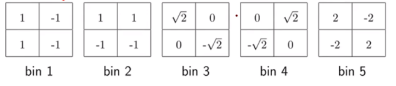 1 -1 1 1 √2 0 0 √2 2 -2
1 -1 -1 -1 0 -√2 -√2 0 -2 2
bin 1 bin 2 bin 3 bin 4 bin 5